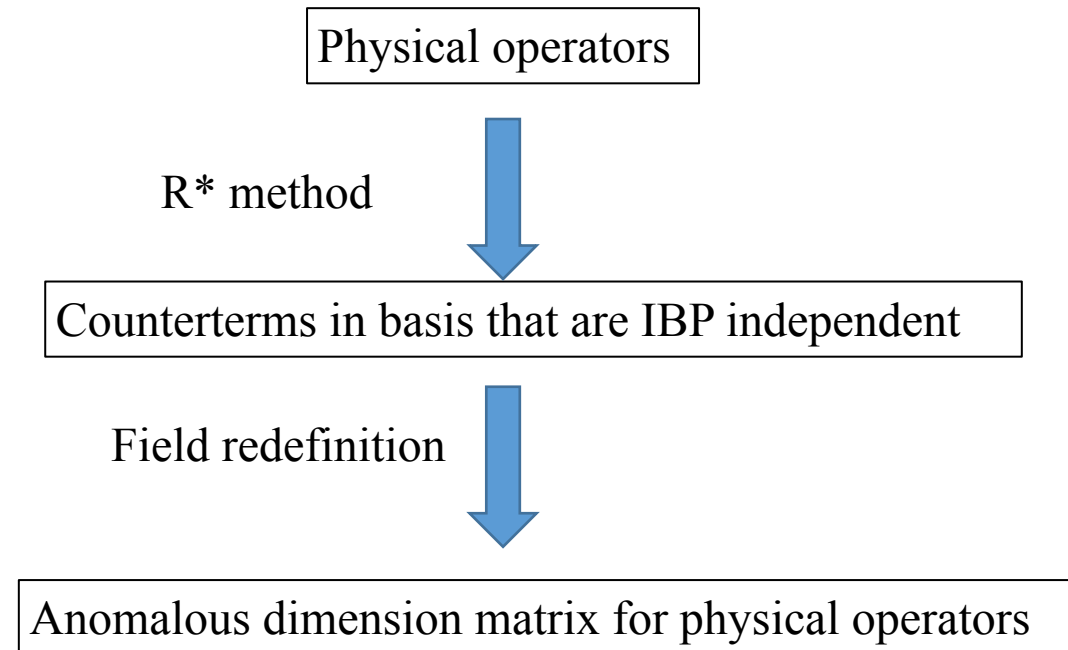 Physical operators
R* method
Counterterms in basis that are IBP independent
Field redefinition
Anomalous dimension matrix for physical operators